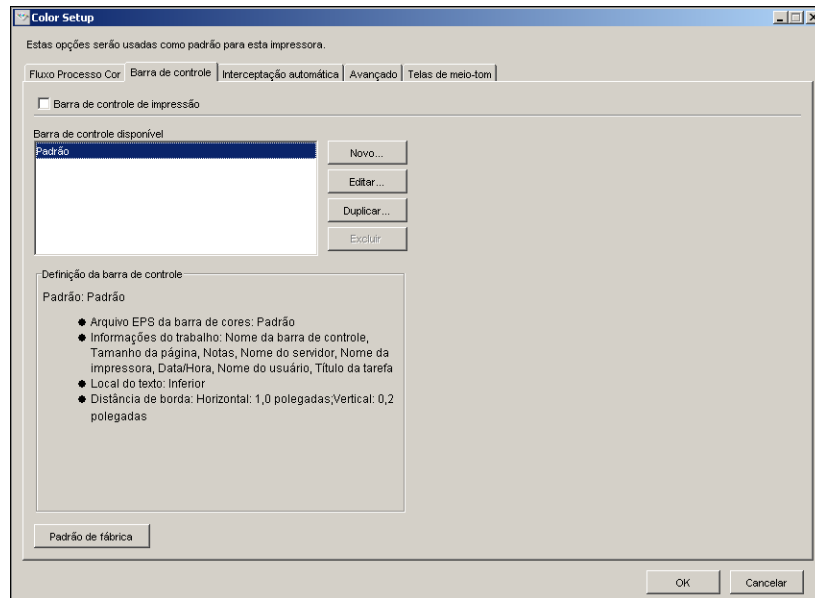 Color Setup
Estas opções serão usadas como padrão para esta impressora.
Fluxo Processo Cor
Barra de controle
Interceptação automática
Avançado
Telas de meio-tom
Barra de controle de impressão
Barra de controle disponível
Padrão
Novo...
Editar...
Duplicar...
Excluir
Definição da barra de controle
Padrão: Padrão
Arquivo EPS da barra de cores: Padrão
Informações do trabalho: Nome da barra de controle,
Tamanho da página, Notas, Nome do servidor, Nome da
impressora, Data/Hora, Nome do usuário, Título da tarefa
Local do texto: Inferior
Distância de borda: Horizontal: 1,0 polegadas;Vertical: 0,2
polegadas
Padrão de fábrica
OK
Cancelar